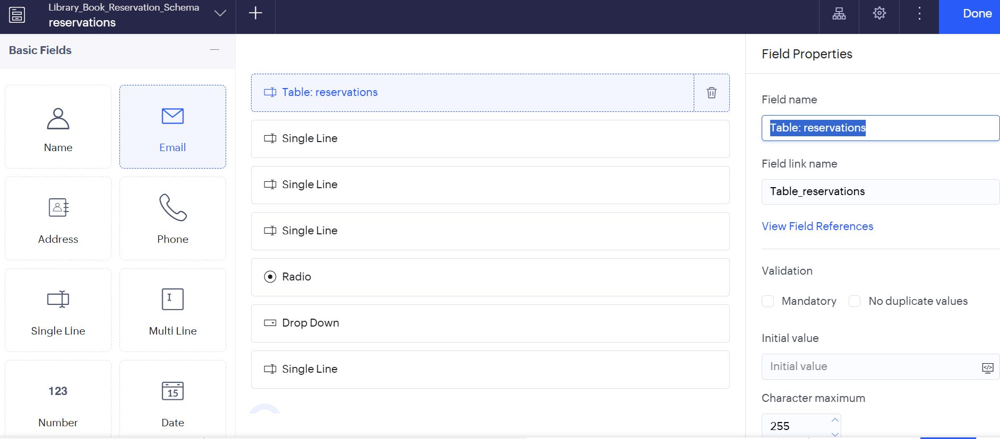 Library_Book_Reservation_Schema
reservations
Done
Basic Fields
Name
Email
Address
Phone
Single Line
Multi Line
123
Number
15
Date
Table: reservations
Single Line
Single Line
Single Line
Radio
Drop Down
Single Line
Field Properties
Field name
Table: reservations
Field link name
Table_reservations
View Field References
Validation
Mandatory
No duplicate values
Initial value
Initial value
Character maximum
255